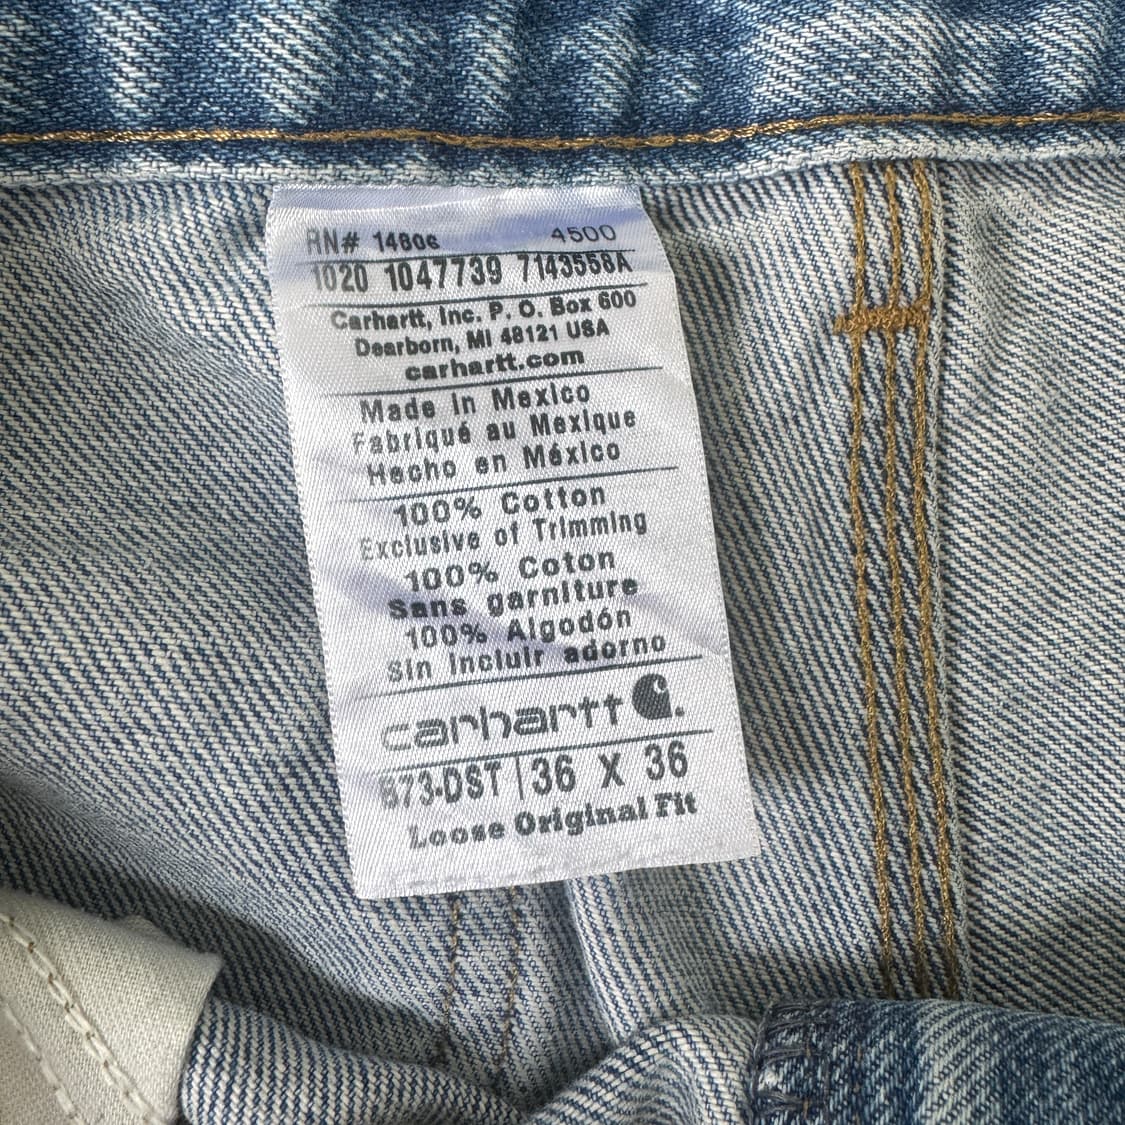 RN# 14806 4500
1020 1047739 7143558A
Carhartt, Inc. P. O. Box 600
Dearborn, MI 48121 USA
carhartt.com
Made in Mexico
Fabriqué au Mexique
Hecho en México
100% Cotton
Exclusive of Trimming
100% Coton
Sans garniture
100% Algodón
Sin incluir adorno
carhartt
B73-DST | 36 X 36
Loose Original Fit